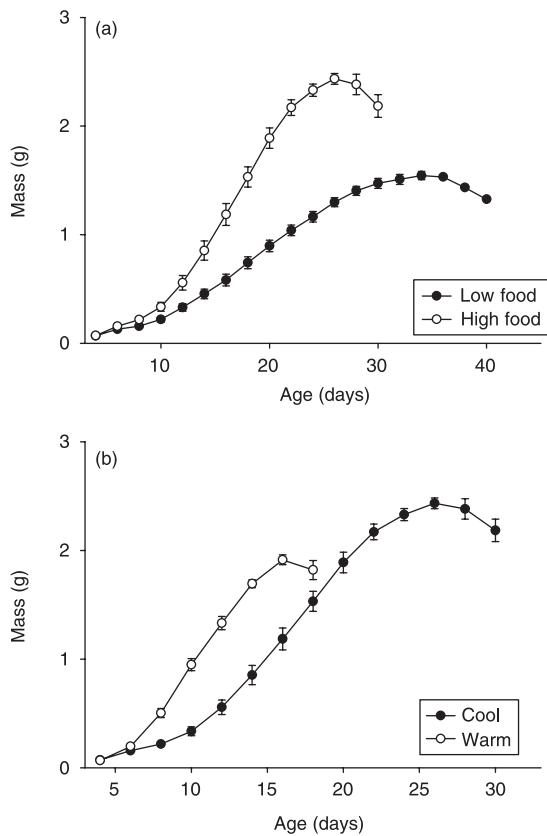 (a)
3
2
1
0
Mass (g)
Low food
High food
10 20 30 40
Age (days)
(b)
3
2
1
0
Mass (g)
Cool
Warm
5 10 15 20 25 30
Age (days)